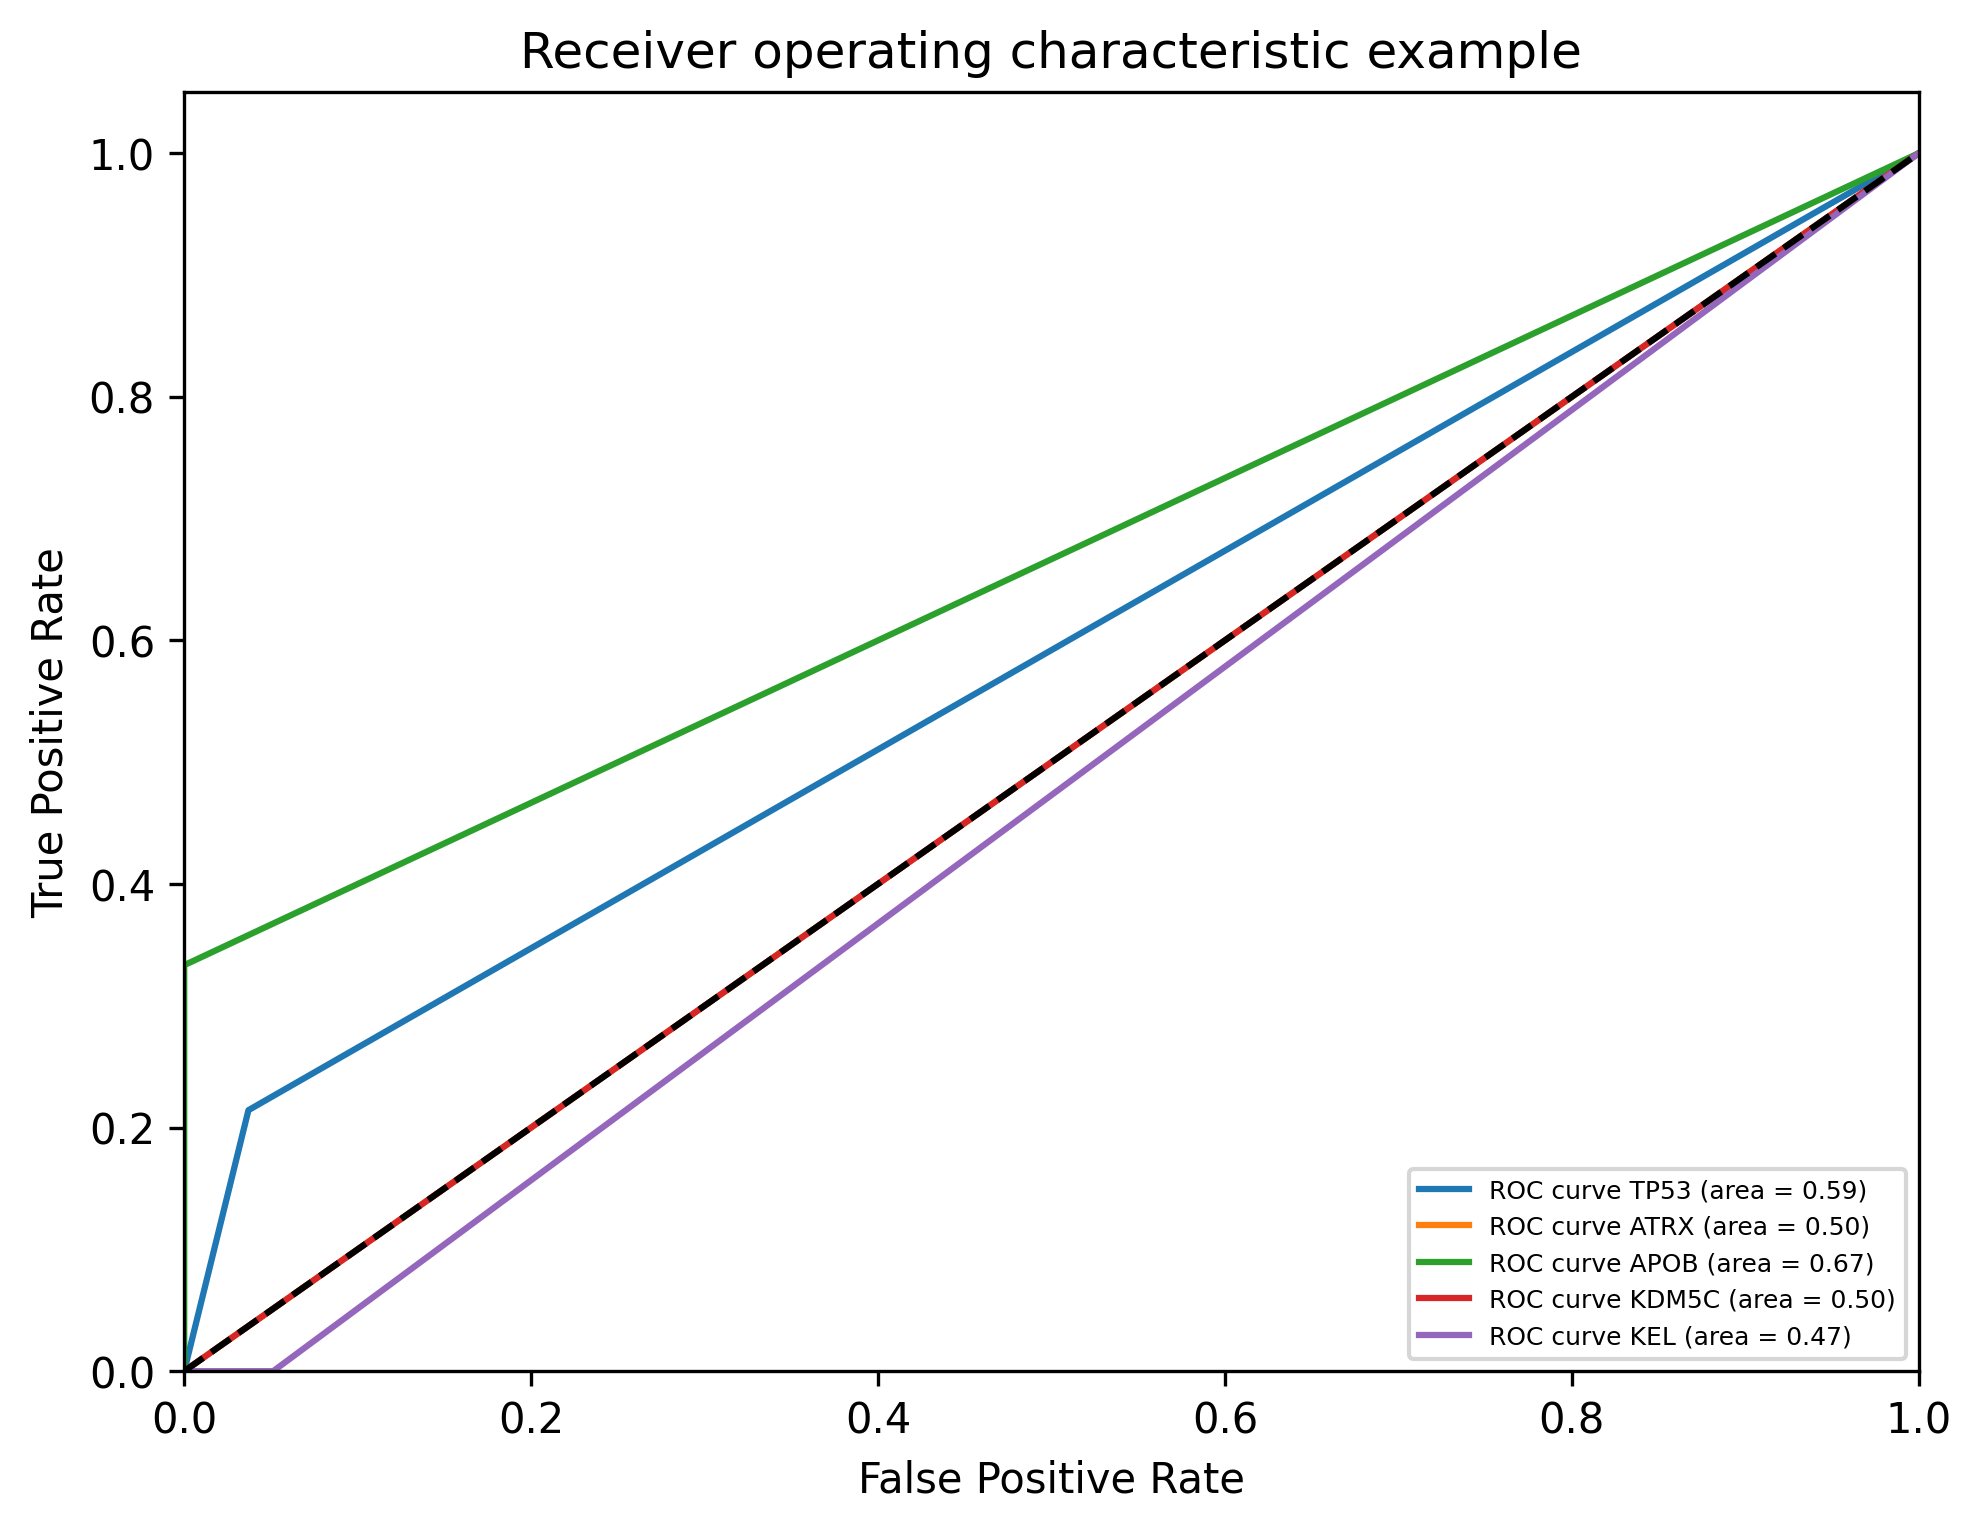 Receiver operating characteristic example
True Positive Rate
1.0
0.8
0.6
0.4
0.2
0.0
ROC curve TP53 (area = 0.59)
ROC curve ATRX (area = 0.50)
ROC curve APOB (area = 0.67)
ROC curve KDM5C (area = 0.50)
ROC curve KEL (area = 0.47)
0.0 0.2 0.4 0.6 0.8 1.0
False Positive Rate